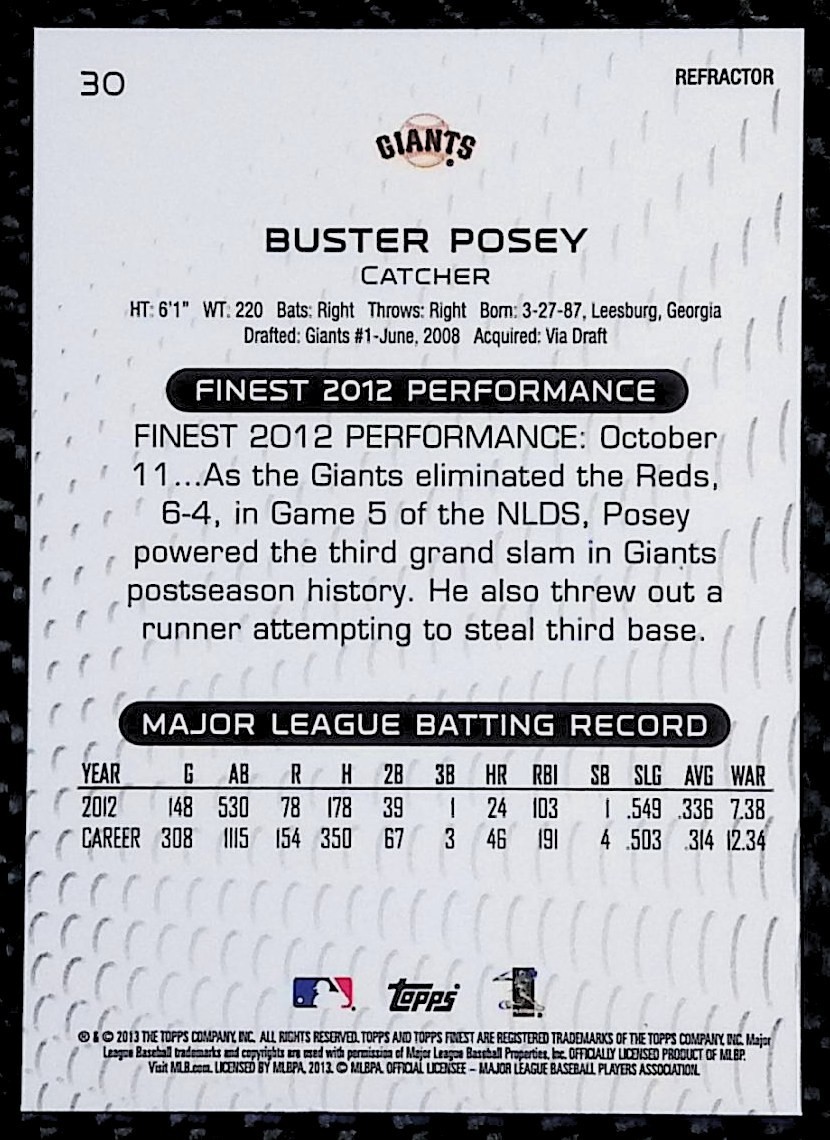 30
REFRACTOR
GIANTS
BUSTER POSEY
CATCHER
HT: 6'1" WT: 220 Bats: Right Throws: Right Born: 3-27-87, Leesburg, Georgia
Drafted: Giants #1-June, 2008 Acquired: Via Draft
FINEST 2012 PERFORMANCE
FINEST 2012 PERFORMANCE: October
11...As the Giants eliminated the Reds,
6-4, in Game 5 of the NLDS, Posey
powered the third grand slam in Giants
postseason history. He also threw out a
runner attempting to steal third base.
MAJOR LEAGUE BATTING RECORD
YEAR G AB R H 2B 3B HR RBI SB SLG AVG WAR
2012 148 530 78 178 39 1 24 103 1 .549 .336 7.38
CAREER 308 1115 154 350 67 3 46 191 4 .503 .314 12.34
Topps
® & © 2013 THE TOPPS COMPANY, INC. ALL RIGHTS RESERVED. TOPPS AND TOPPS FINEST ARE REGISTERED TRADEMARKS OF THE TOPPS COMPANY, INC. Major
League Baseball trademarks and copyrights are used with permission of Major League Baseball Properties, Inc. OFFICIALLY LICENSED PRODUCT OF MLBP.
Visit MLB.com. LICENSED BY MLBPA, 2013. © MLBPA. OFFICIAL LICENSEE – MAJOR LEAGUE BASEBALL PLAYERS ASSOCIATION.